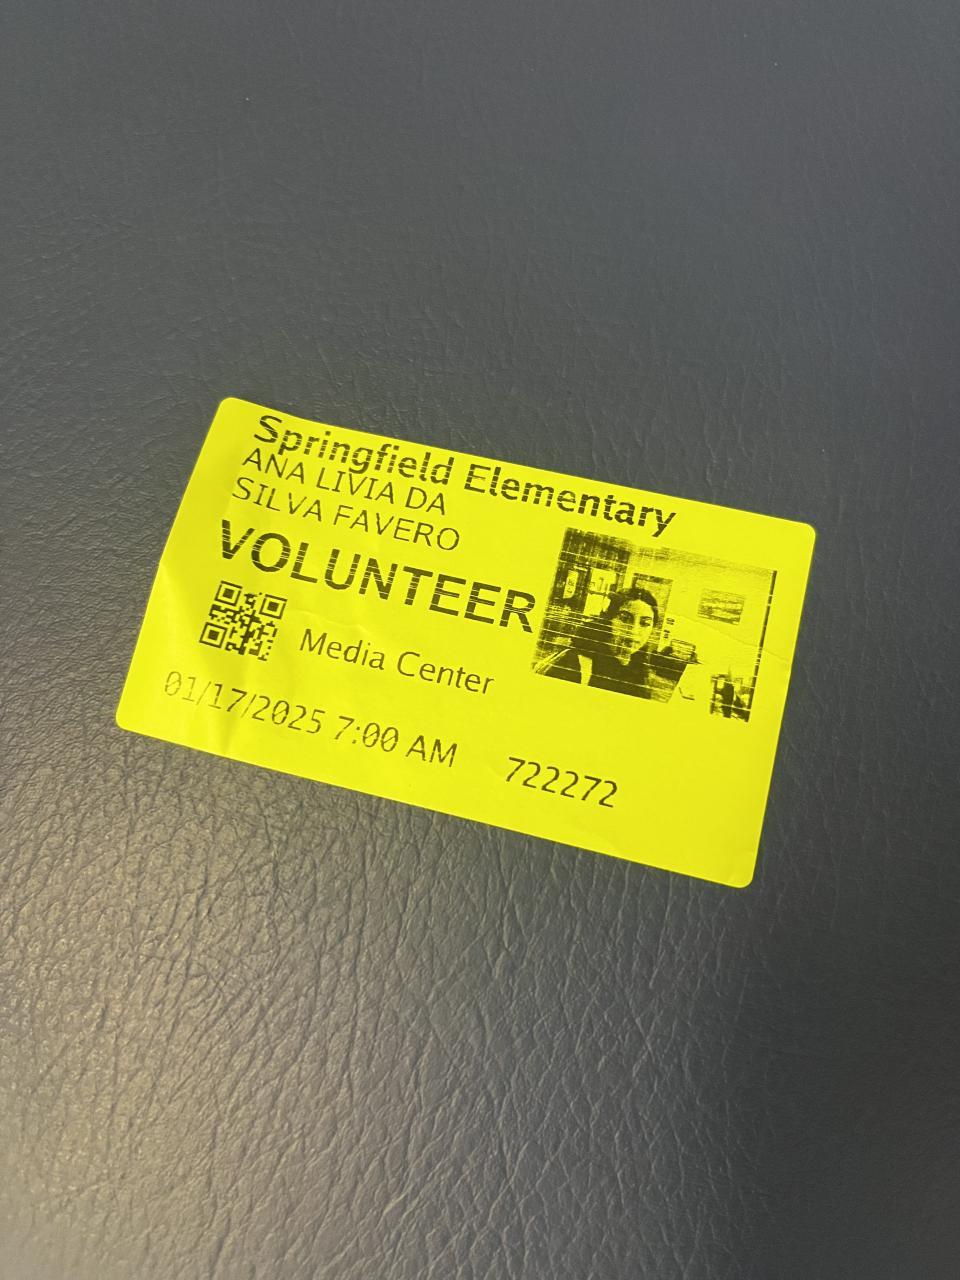 Springfield Elementary
ANA LIVIA DA
SILVA FAVERO
VOLUNTEER
Media Center
01/17/2025 7:00 AM 722272